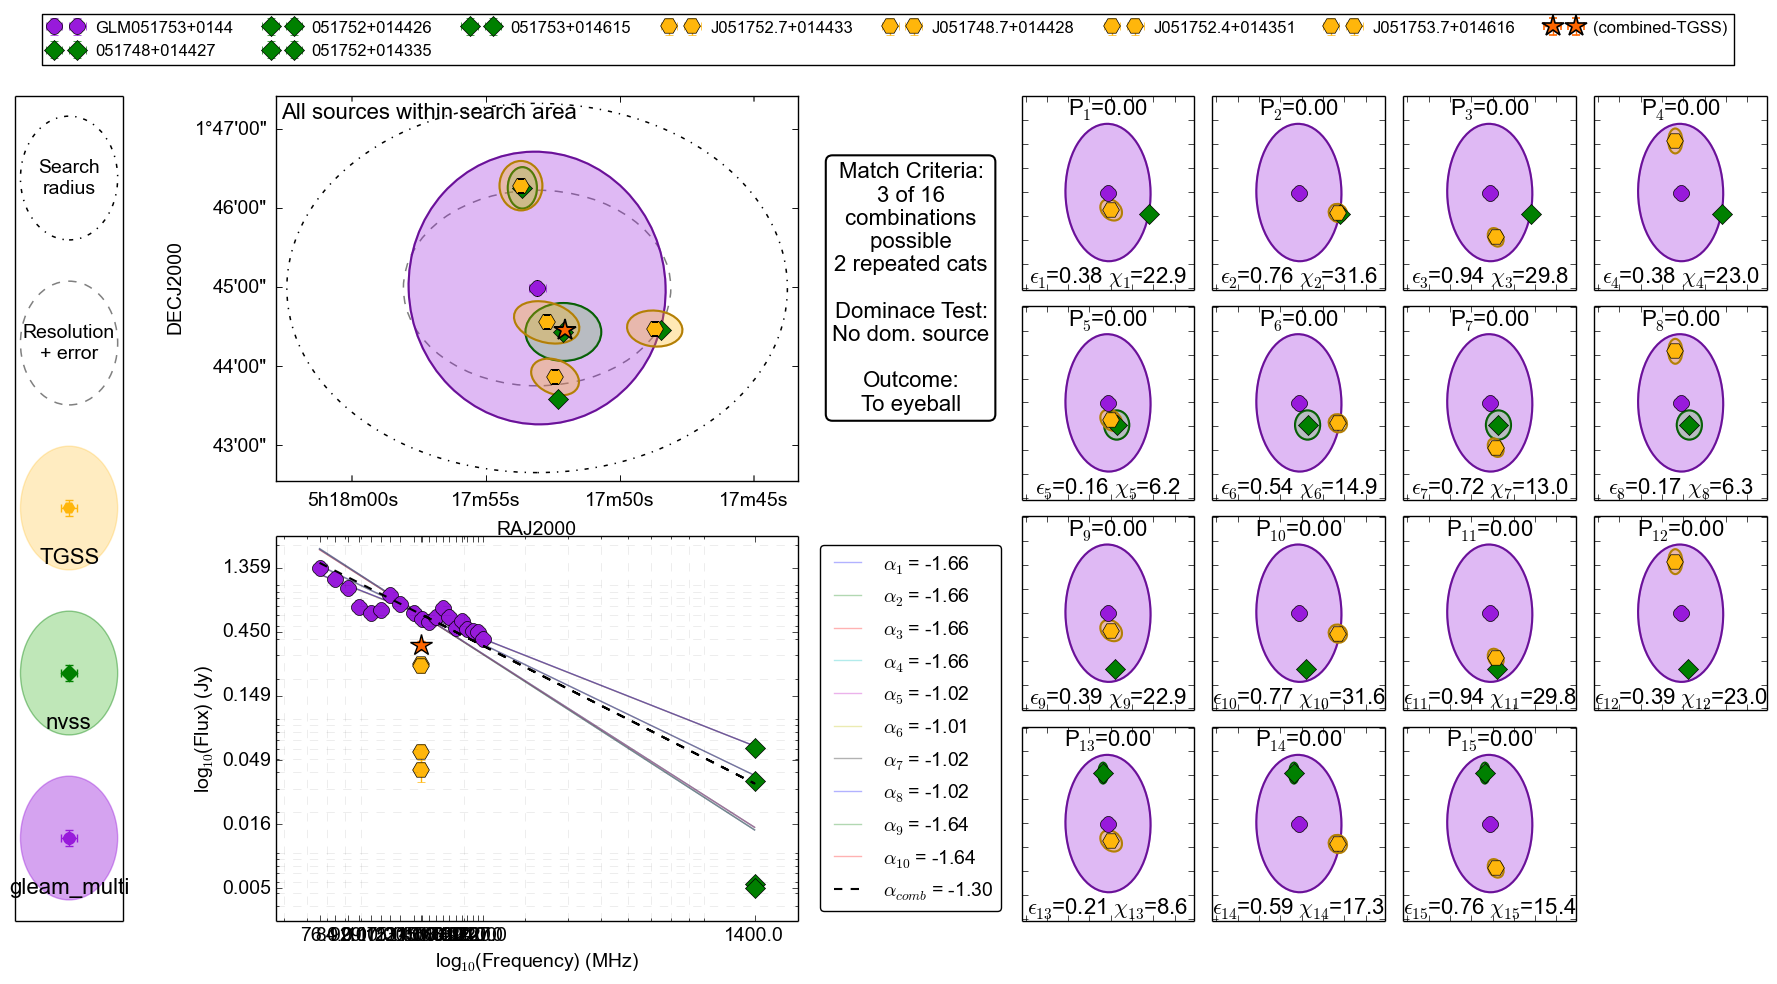 GLM051753+0144 051752+014426 051753+014615 J051752.7+014433 J051748.7+014428 J051752.4+014351 J051753.7+014616 (combined-TGSS)
051748+014427 051752+014335
Search
radius
Resolution
+ error
TGSS
nvss
gleam_multi
All sources within search area
DECJ2000
1°47'00"
46'00"
45'00"
44'00"
43'00"
5h18m00s 17m55s 17m50s 17m45s
RAJ2000
Match Criteria:
3 of 16
combinations
possible
2 repeated cats
Dominace Test:
No dom. source
Outcome:
To eyeball
log10(Flux) (Jy)
1.359
0.450
0.149
0.049
0.016
0.005
1400.0
log10(Frequency) (MHz)
α1 = -1.66
α2 = -1.66
α3 = -1.66
α4 = -1.66
α5 = -1.02
α6 = -1.01
α7 = -1.02
α8 = -1.02
α9 = -1.64
α10 = -1.64
αcomb = -1.30
P1=0.00 P2=0.00 P3=0.00 P4=0.00
ϵ1=0.38 χ1=22.9 ϵ2=0.76 χ2=31.6 ϵ3=0.94 χ3=29.8 ϵ4=0.38 χ4=23.0
P5=0.00 P6=0.00 P7=0.00 P8=0.00
ϵ5=0.16 χ5=6.2 ϵ6=0.54 χ6=14.9 ϵ7=0.72 χ7=13.0 ϵ8=0.17 χ8=6.3
P9=0.00 P10=0.00 P11=0.00 P12=0.00
ϵ9=0.39 χ9=22.9 ϵ10=0.77 χ10=31.6 ϵ11=0.94 χ11=29.8 ϵ12=0.39 χ12=23.0
P13=0.00 P14=0.00 P15=0.00
ϵ13=0.21 χ13=8.6 ϵ14=0.59 χ14=17.3 ϵ15=0.76 χ15=15.4